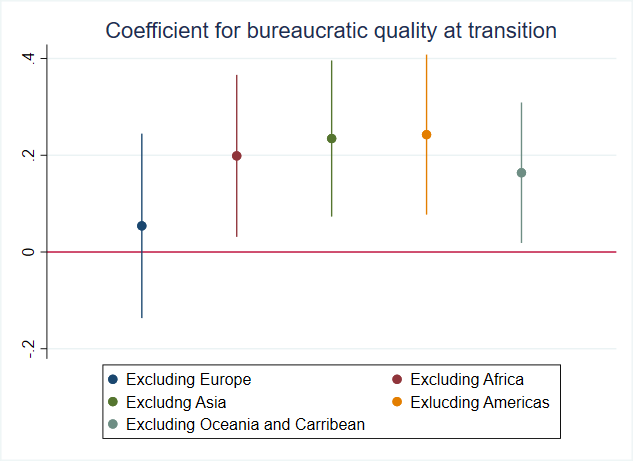 Coefficient for bureaucratic quality at transition
.4
.2
0
-.2
Excluding Europe
Excluding Africa
Excludng Asia
Exlucding Americas
Excluding Oceania and Carribean